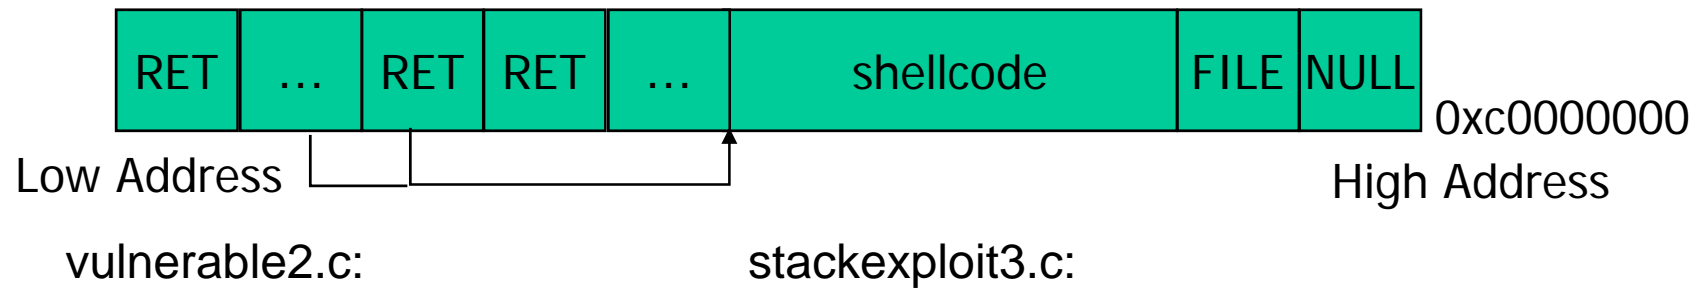 RET … RET RET … shellcode FILE NULL 0xc0000000
Low Address High Address
vulnerable2.c: stackexploit3.c: